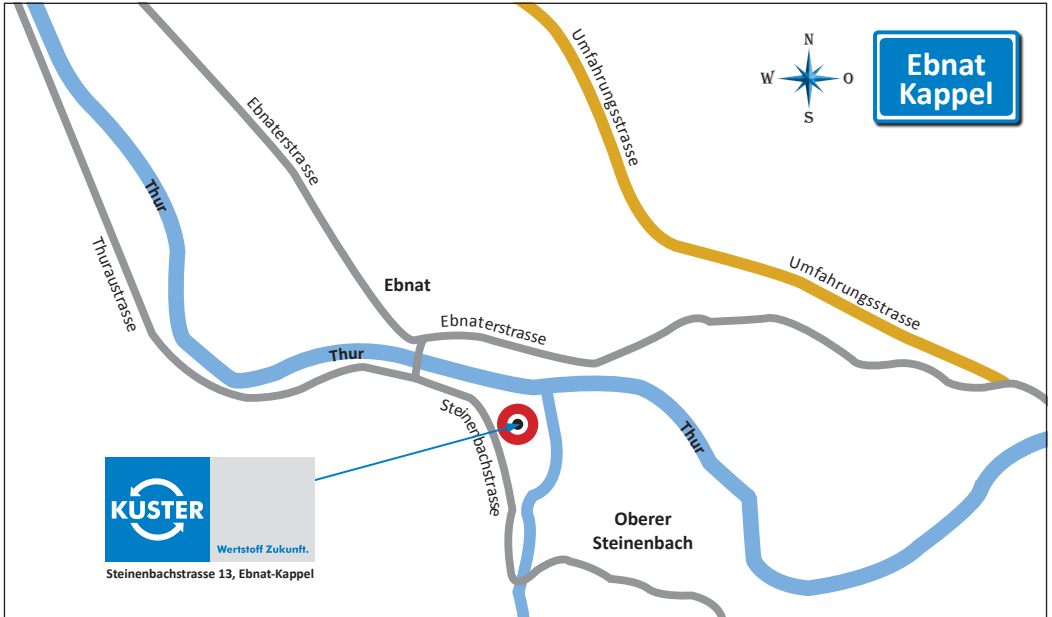 N
W
O
S
Ebnat
Kappel
Umfahrungsstrasse
Ebnaterstrasse
Thur
Thuraustrasse
Ebnat
Umfahrungsstrasse
Ebnaterstrasse
Thur
Steinenbachstrasse
Thur
KÜSTER
Wertstoff Zukunft.
Steinenbachstrasse 13, Ebnat-Kappel
Oberer
Steinenbach